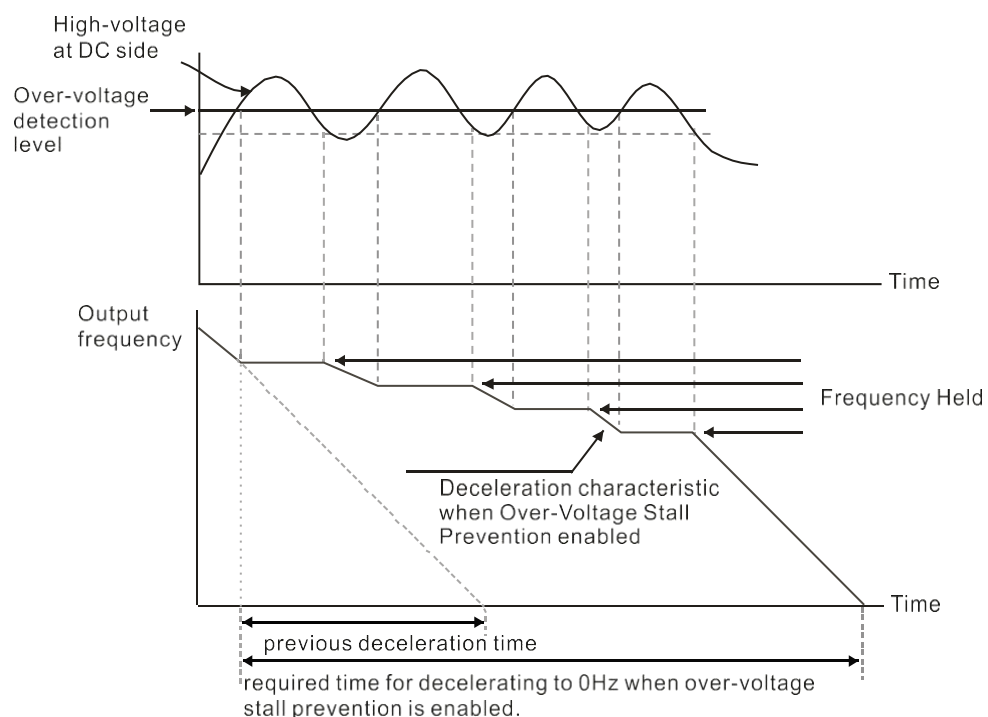 High-voltage
at DC side
Over-voltage
detection
level
Time
Output
frequency
Frequency Held
Deceleration characteristic
when Over-Voltage Stall
Prevention enabled
Time
previous deceleration time
required time for decelerating to 0Hz when over-voltage
stall prevention is enabled.